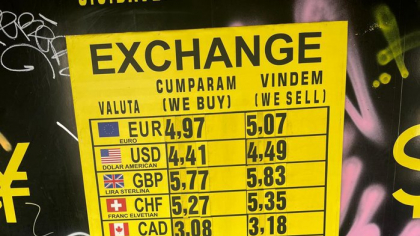 EXCHANGE
VALUTA CUMPARAM (WE BUY) VINDEM (WE SELL)
EUR 4,97 5,07
EURO
USD 4,41 4,49
DOLAR AMERICAN
GBP 5,77 5,83
LIRA STERLINA
CHF 5,27 5,35
FRANC ELVETIAN
CAD 3,08 3,18